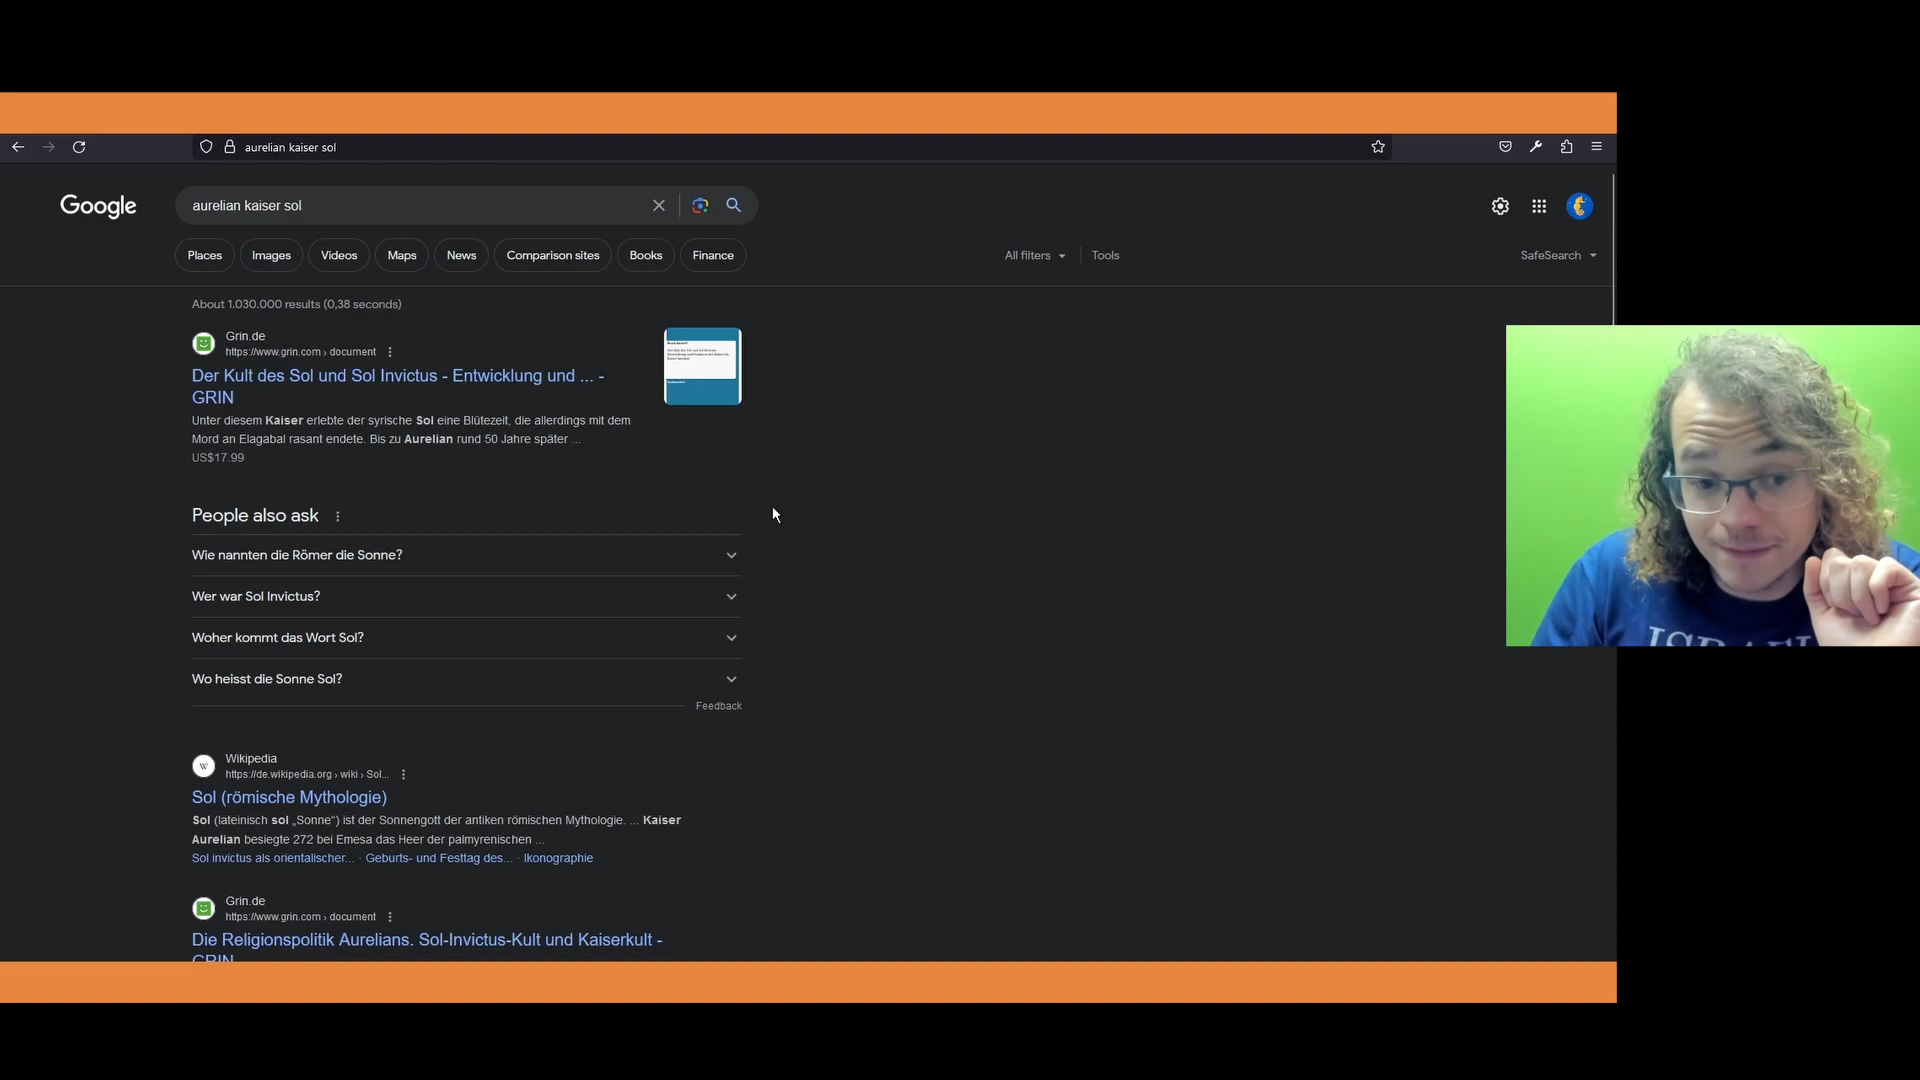 aurelian kaiser sol
Google
aurelian kaiser sol
Places
Images
Videos
Maps
News
Comparison sites
Books
Finance
All filters
Tools
SafeSearch
About 1.030.000 results (0,38 seconds)
Grin.de
https://www.grin.com › document
Der Kult des Sol und Sol Invictus - Entwicklung und ... -
GRIN
Unter diesem Kaiser erlebte der syrische Sol eine Blütezeit, die allerdings mit dem
Mord an Elagabal rasant endete. Bis zu Aurelian rund 50 Jahre später ...
US$17.99
People also ask
Wie nannten die Römer die Sonne?
Wer war Sol Invictus?
Woher kommt das Wort Sol?
Wo heisst die Sonne Sol?
Feedback
W
Wikipedia
https://de.wikipedia.org › wiki › Sol...
Sol (römische Mythologie)
Sol (lateinisch sol „Sonne“) ist der Sonnengott der antiken römischen Mythologie. ... Kaiser
Aurelian besiegte 272 bei Emesa das Heer der palmyrenischen ...
Sol invictus als orientalischer... · Geburts- und Festtag des... · Ikonographie
Grin.de
https://www.grin.com › document
Die Religionspolitik Aurelians. Sol-Invictus-Kult und Kaiserkult -
GRIN
ISRAEL